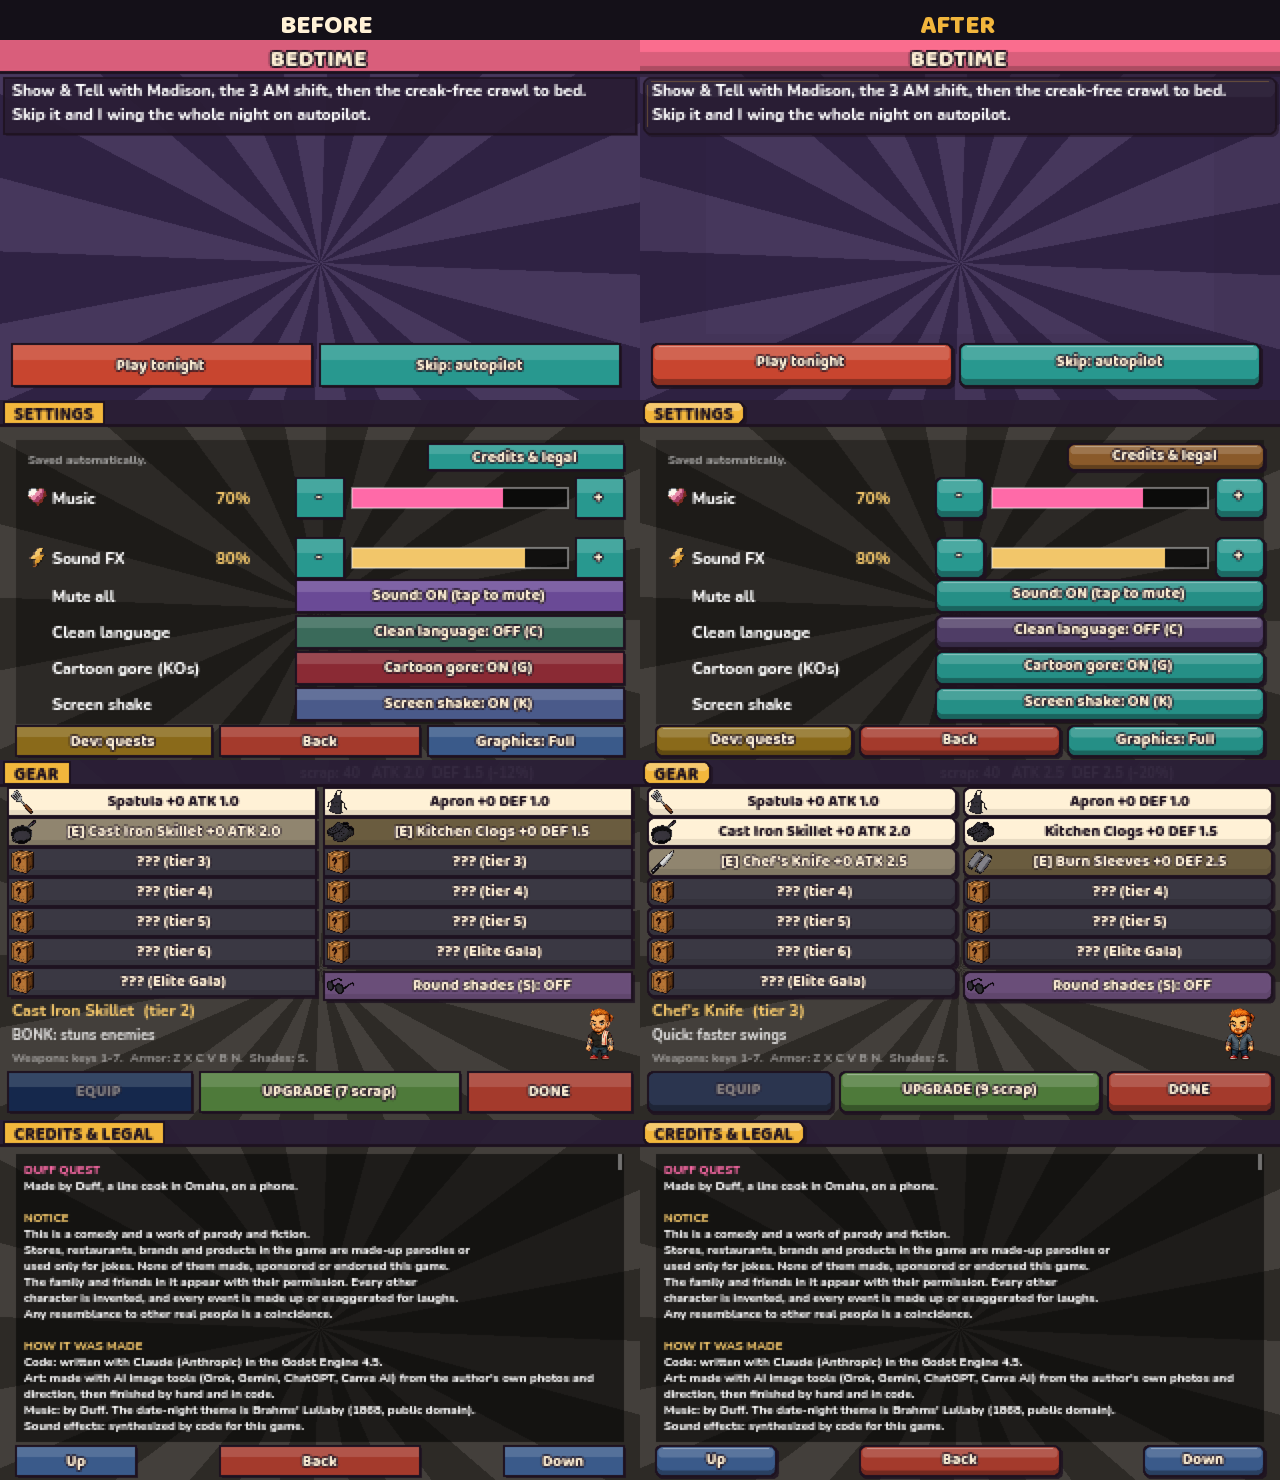 BEFORE
BEDTIME
Show & Tell with Madison, the 3 AM shift, then the creak-free crawl to bed.
Skip it and I wing the whole night on autopilot.
Play tonight
Skip: autopilot
SETTINGS
Saved automatically.
Credits & legal
Music 70% - +
Sound FX 80% - +
Mute all
Sound: ON (tap to mute)
Clean language
Clean language: OFF (C)
Cartoon gore (KOs)
Cartoon gore: ON (G)
Screen shake
Screen shake: ON (K)
Dev: quests
Back
Graphics: Full
GEAR
scrap: 40 ATK 2.0 DEF 1.5 (-12%)
Spatula +0 ATK 1.0
Apron +0 DEF 1.0
[E] Cast Iron Skillet +0 ATK 2.0
[E] Kitchen Clogs +0 DEF 1.5
??? (tier 3)
??? (tier 3)
??? (tier 4)
??? (tier 4)
??? (tier 5)
??? (tier 5)
??? (tier 6)
??? (Elite Gala)
??? (Elite Gala)
Round shades (S): OFF
Cast Iron Skillet (tier 2)
BONK: stuns enemies
Weapons: keys 1-7. Armor: Z X C V B N. Shades: S.
EQUIP
UPGRADE (7 scrap)
DONE
CREDITS & LEGAL
DUFF QUEST
Made by Duff, a line cook in Omaha, on a phone.
NOTICE
This is a comedy and a work of parody and fiction.
Stores, restaurants, brands and products in the game are made-up parodies or
used only for jokes. None of them made, sponsored or endorsed this game.
The family and friends in it appear with their permission. Every other
character is invented, and every event is made up or exaggerated for laughs.
Any resemblance to other real people is a coincidence.
HOW IT WAS MADE
Code: written with Claude (Anthropic) in the Godot Engine 4.5.
Art: made with AI image tools (Grok, Gemini, ChatGPT, Canva AI) from the author's own photos and
direction, then finished by hand and in code.
Music: by Duff. The date-night theme is Brahms' Lullaby (1868, public domain).
Sound effects: synthesized by code for this game.
Up
Back
Down
AFTER
BEDTIME
Show & Tell with Madison, the 3 AM shift, then the creak-free crawl to bed.
Skip it and I wing the whole night on autopilot.
Play tonight
Skip: autopilot
SETTINGS
Saved automatically.
Credits & legal
Music 70% - +
Sound FX 80% - +
Mute all
Sound: ON (tap to mute)
Clean language
Clean language: OFF (C)
Cartoon gore (KOs)
Cartoon gore: ON (G)
Screen shake
Screen shake: ON (K)
Dev: quests
Back
Graphics: Full
GEAR
scrap: 40 ATK 2.5 DEF 2.5 (-20%)
Spatula +0 ATK 1.0
Apron +0 DEF 1.0
Cast Iron Skillet +0 ATK 2.0
Kitchen Clogs +0 DEF 1.5
[E] Chef's Knife +0 ATK 2.5
[E] Burn Sleeves +0 DEF 2.5
??? (tier 4)
??? (tier 4)
??? (tier 5)
??? (tier 5)
??? (tier 6)
??? (Elite Gala)
??? (Elite Gala)
Round shades (S): OFF
Chef's Knife (tier 3)
Quick: faster swings
Weapons: keys 1-7. Armor: Z X C V B N. Shades: S.
EQUIP
UPGRADE (9 scrap)
DONE
CREDITS & LEGAL
DUFF QUEST
Made by Duff, a line cook in Omaha, on a phone.
NOTICE
This is a comedy and a work of parody and fiction.
Stores, restaurants, brands and products in the game are made-up parodies or
used only for jokes. None of them made, sponsored or endorsed this game.
The family and friends in it appear with their permission. Every other
character is invented, and every event is made up or exaggerated for laughs.
Any resemblance to other real people is a coincidence.
HOW IT WAS MADE
Code: written with Claude (Anthropic) in the Godot Engine 4.5.
Art: made with AI image tools (Grok, Gemini, ChatGPT, Canva AI) from the author's own photos and
direction, then finished by hand and in code.
Music: by Duff. The date-night theme is Brahms' Lullaby (1868, public domain).
Sound effects: synthesized by code for this game.
Up
Back
Down